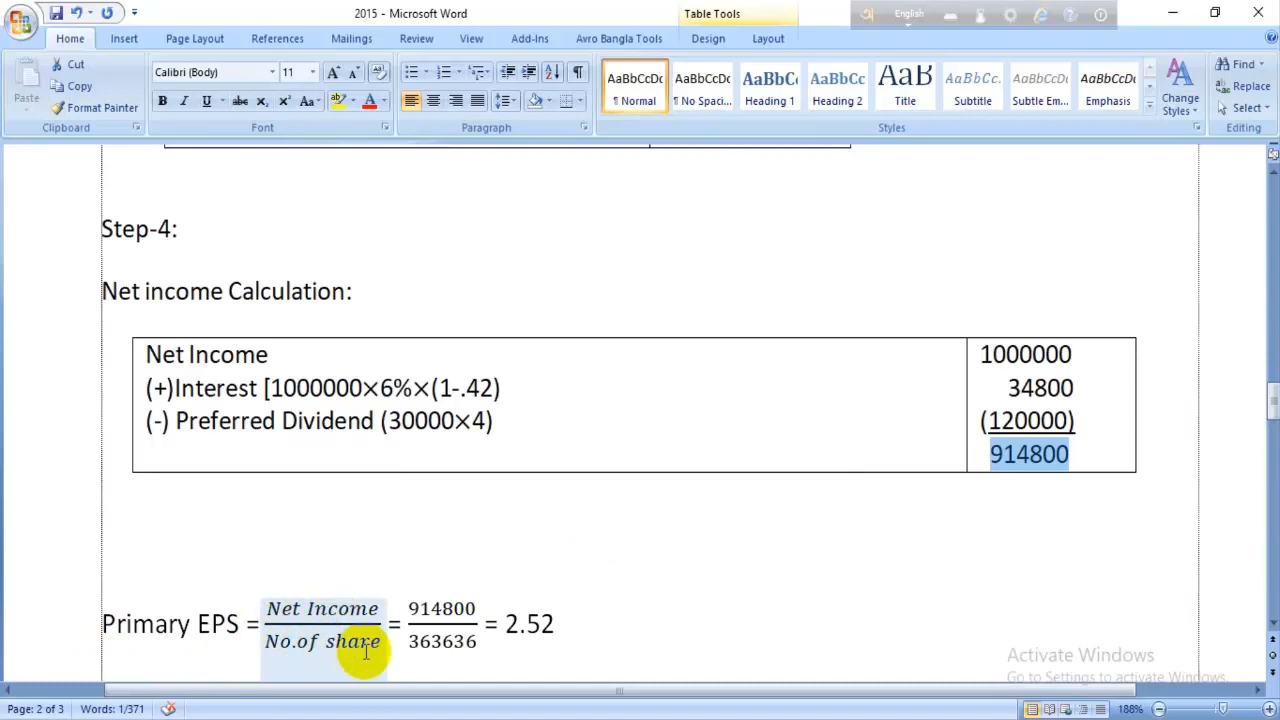 2015 - Microsoft Word
Table Tools
English
Home Insert Page Layout References Mailings Review View Add-Ins Avro Bangla Tools Design Layout
Paste
Cut
Copy
Format Painter
Clipboard
Calibri (Body) 11
Font
Paragraph
AaBbCcDc AaBbCcDc AaBbCc AaBbCc AaB AaBbCc. AaBbCcDc AaBbCcDc
¶ Normal ¶ No Spaci... Heading 1 Heading 2 Title Subtitle Subtle Em... Emphasis
Change
Styles
Styles
Find
Replace
Select
Editing
Step-4:
Net income Calculation:
Net Income 1000000
(+)Interest [1000000×6%×(1-.42) 34800
(-) Preferred Dividend (30000×4) (120000)
914800
Primary EPS = Net Income / No.of share = 914800 / 363636 = 2.52
Activate Windows
Go to Settings to activate Windows.
Page: 2 of 3 Words: 1/371 188%